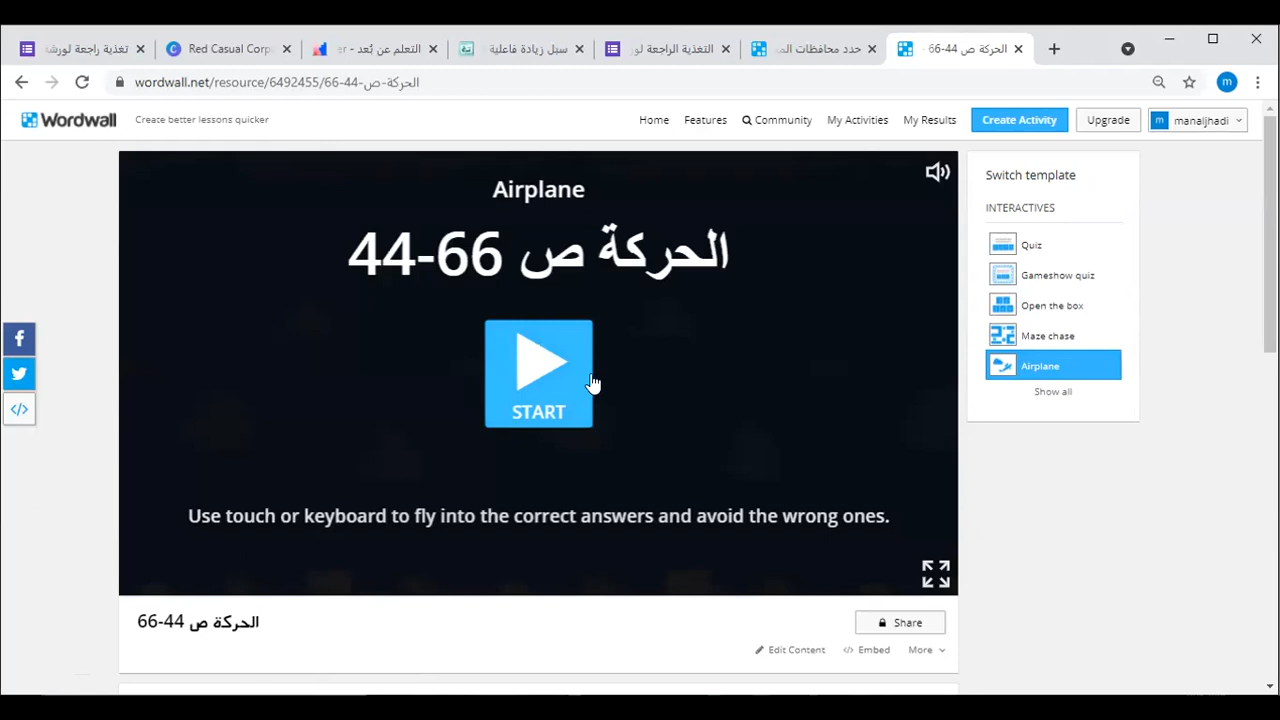 تغذية راجعة لورشة
Red Casual Corp
التعلم عن بُعد - er
سبل زيادة فاعلية
التغذية الراجعة لور
حدد محافظات المـ
الحركة ص 44-66
wordwall.net/resource/6492455/الحركة-ص-44-66
m
Wordwall
Create better lessons quicker
Home
Features
Community
My Activities
My Results
Create Activity
Upgrade
m manaljhadi
Airplane
الحركة ص 66-44
START
Use touch or keyboard to fly into the correct answers and avoid the wrong ones.
Switch template
INTERACTIVES
Quiz
Gameshow quiz
Open the box
Maze chase
Airplane
Show all
الحركة ص 44-66
Share
Edit Content
Embed
More